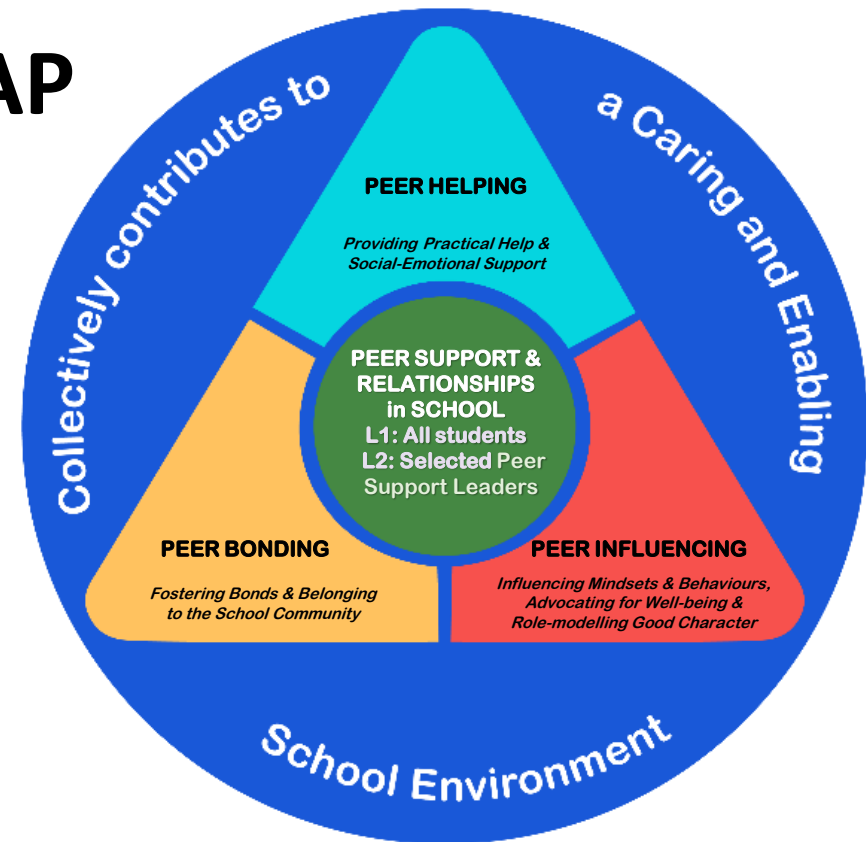 AP
Collectively contributes to
a Caring and Enabling
School Environment
PEER HELPING
Providing Practical Help &
Social-Emotional Support
PEER SUPPORT &
RELATIONSHIPS
in SCHOOL
L1: All students
L2: Selected Peer
Support Leaders
PEER BONDING
Fostering Bonds & Belonging
to the School Community
PEER INFLUENCING
Influencing Mindsets & Behaviours,
Advocating for Well-being &
Role-modelling Good Character